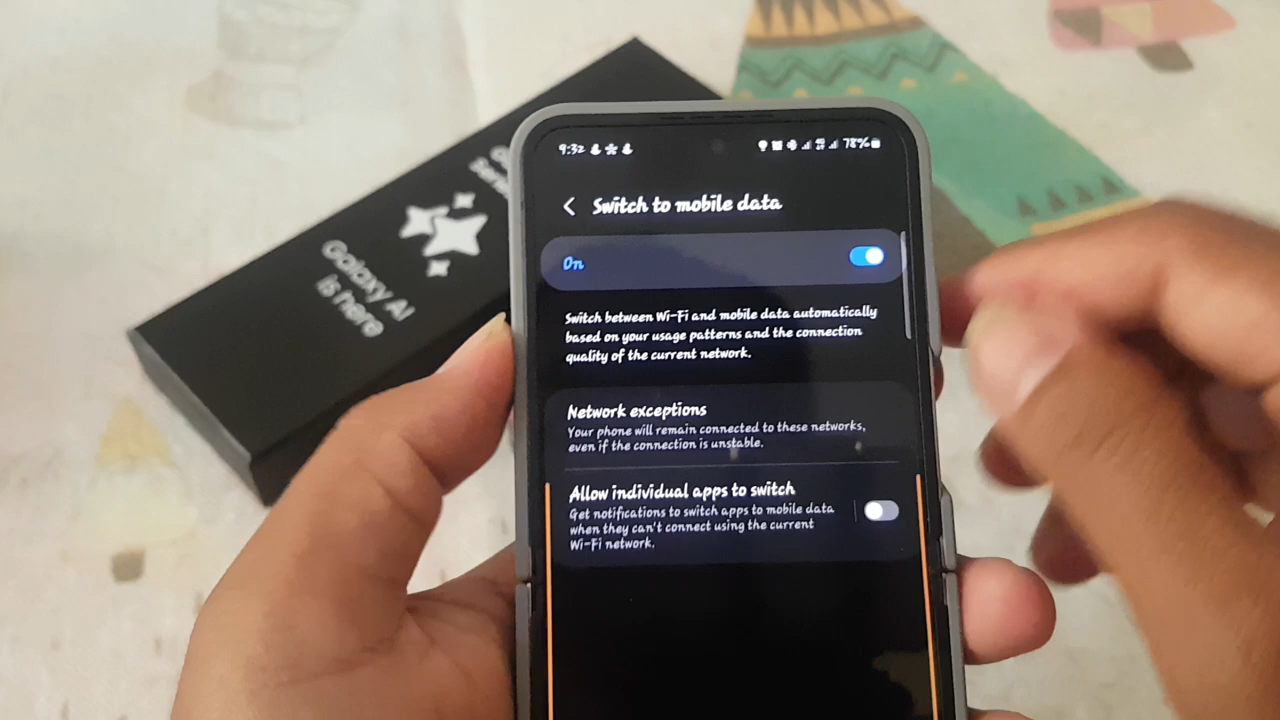 9:32
78%
Switch to mobile data
On
Switch between Wi-Fi and mobile data automatically
based on your usage patterns and the connection
quality of the current network.
Network exceptions
Your phone will remain connected to these networks,
even if the connection is unstable.
Allow individual apps to switch
Get notifications to switch apps to mobile data
when they can't connect using the current
Wi-Fi network.
Galaxy AI
is here